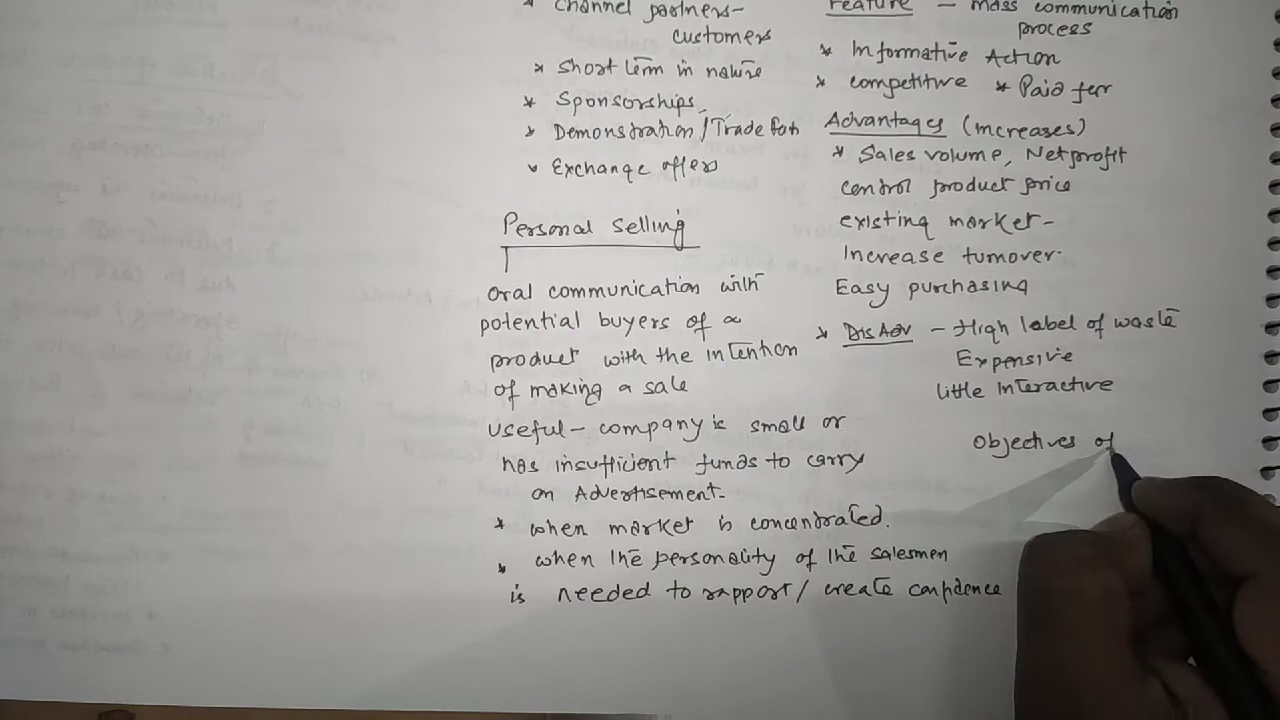 * Channel partners-
customers
* Short term in nature
* Sponsorships
* Demonstration / Trade fair
* Exchange offers
Personal Selling
Oral communication with
potential buyers of a
product with the intention
of making a sale
Useful - company is small or
has insufficient funds to carry
on Advertisement.
* when market is concentrated.
* when the personality of the salesmen
is needed to rapport / create confidence
Feature - Mass communication
process
* Informative Action
* competitive * Paid for
Advantages (increases)
* Sales volume, Net profit
control product price
existing market -
Increase turnover.
Easy purchasing
* DisAdv - High label of waste
Expensive
little Interactive
Objectives of